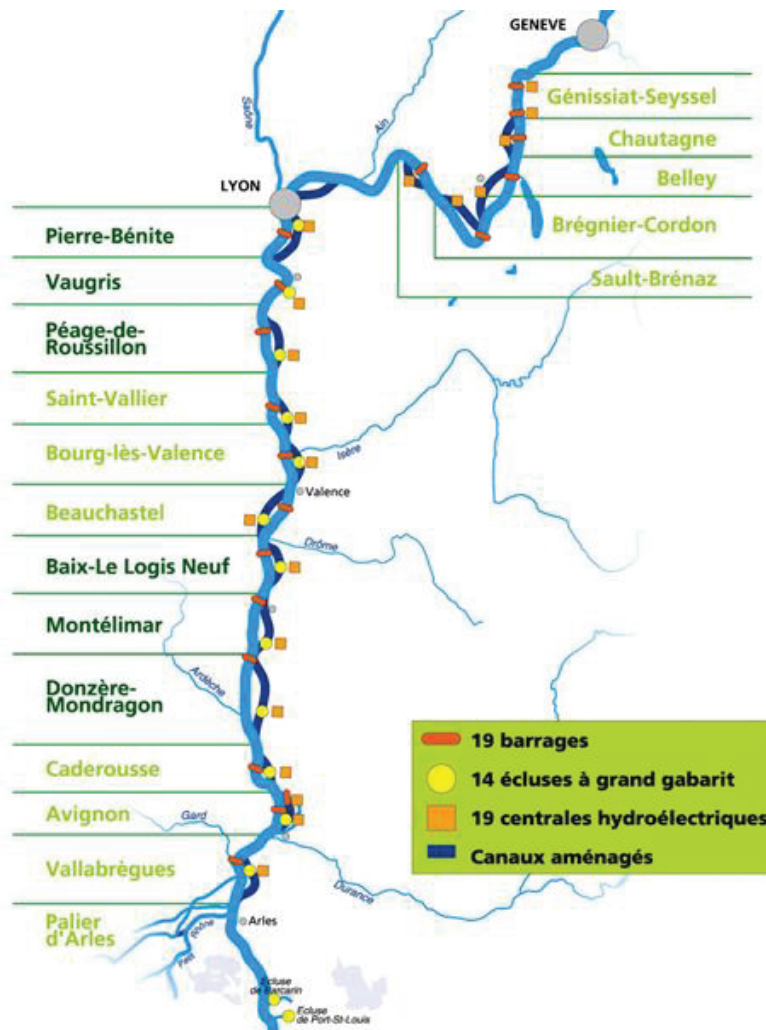 GENEVE
Génissiat-Seyssel
Chautagne
Belley
Brégnier-Cordon
Sault-Brénaz
Saône
Ain
LYON
Pierre-Bénite
Vaugris
Péage-de-
Roussillon
Saint-Vallier
Bourg-lès-Valence
Isère
Valence
Beauchastel
Drôme
Baix-Le Logis Neuf
Montélimar
Ardèche
Donzère-
Mondragon
Caderousse
Avignon
Gard
Vallabrègues
Durance
Palier
d'Arles
Petit Rhône
Arles
Ecluse
de Barcarin
Ecluse
de Port-St-Louis
19 barrages
14 écluses à grand gabarit
19 centrales hydroélectriques
Canaux aménagés